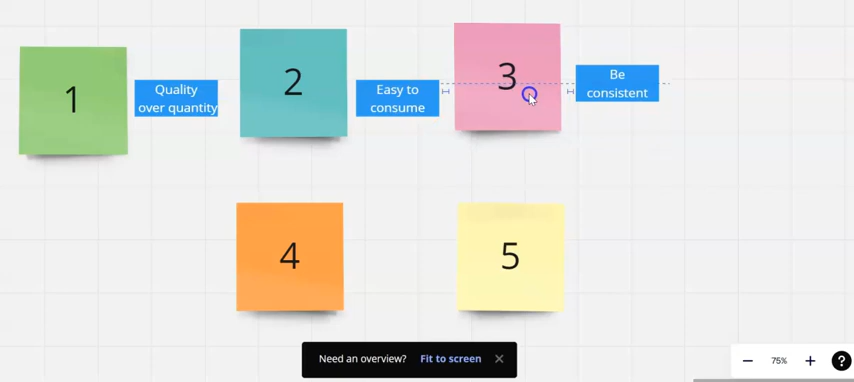 1
Quality
over quantity
2
Easy to
consume
3
Be
consistent
4
5
Need an overview? Fit to screen
75%
?